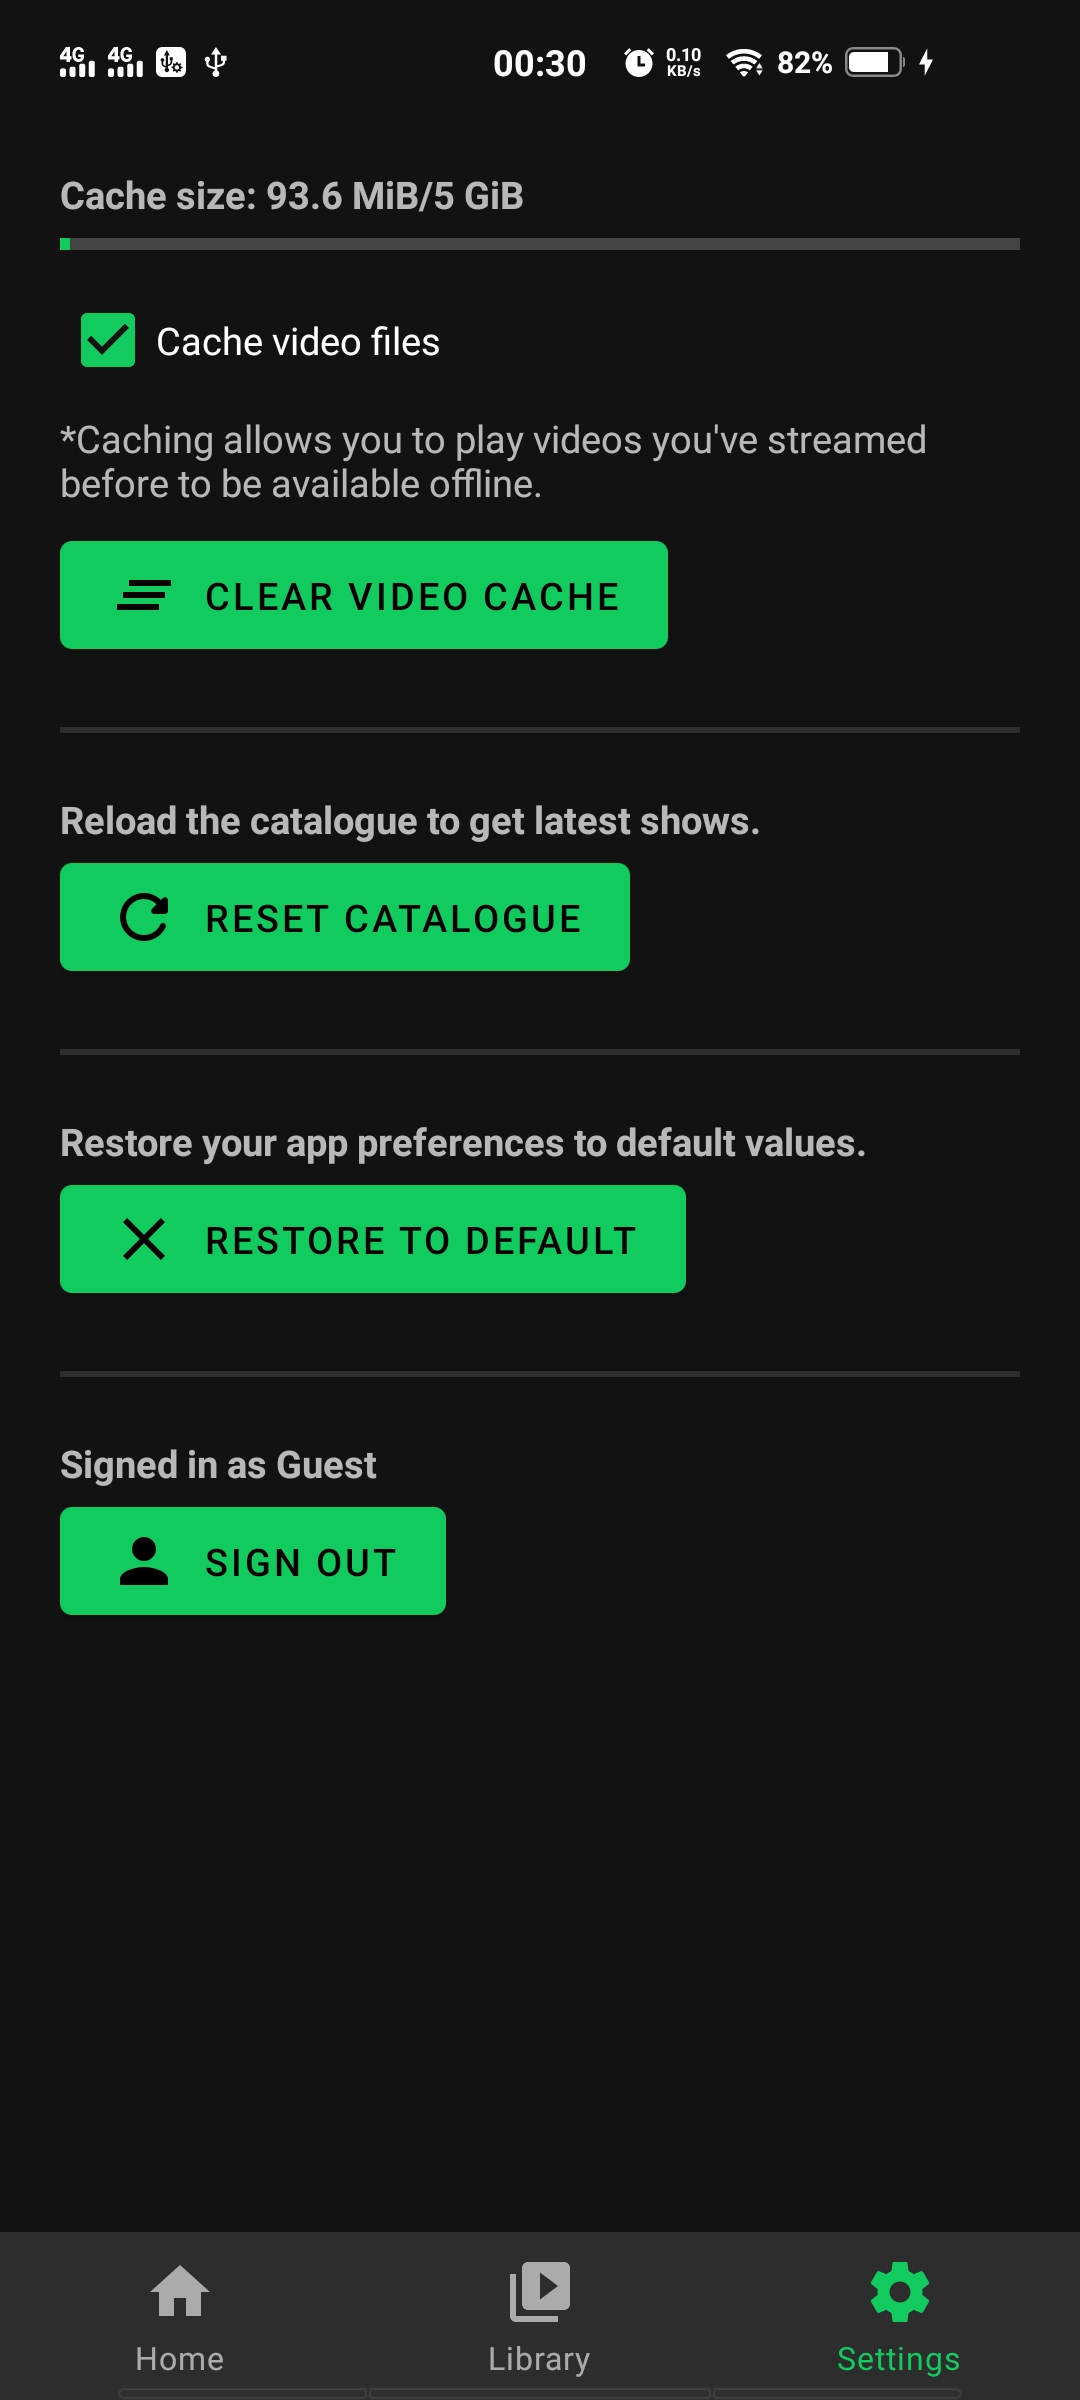 4G 4G 00:30 0.10 KB/s 82%
Cache size: 93.6 MiB/5 GiB
Cache video files
*Caching allows you to play videos you've streamed
before to be available offline.
CLEAR VIDEO CACHE
Reload the catalogue to get latest shows.
RESET CATALOGUE
Restore your app preferences to default values.
RESTORE TO DEFAULT
Signed in as Guest
SIGN OUT
Home Library Settings